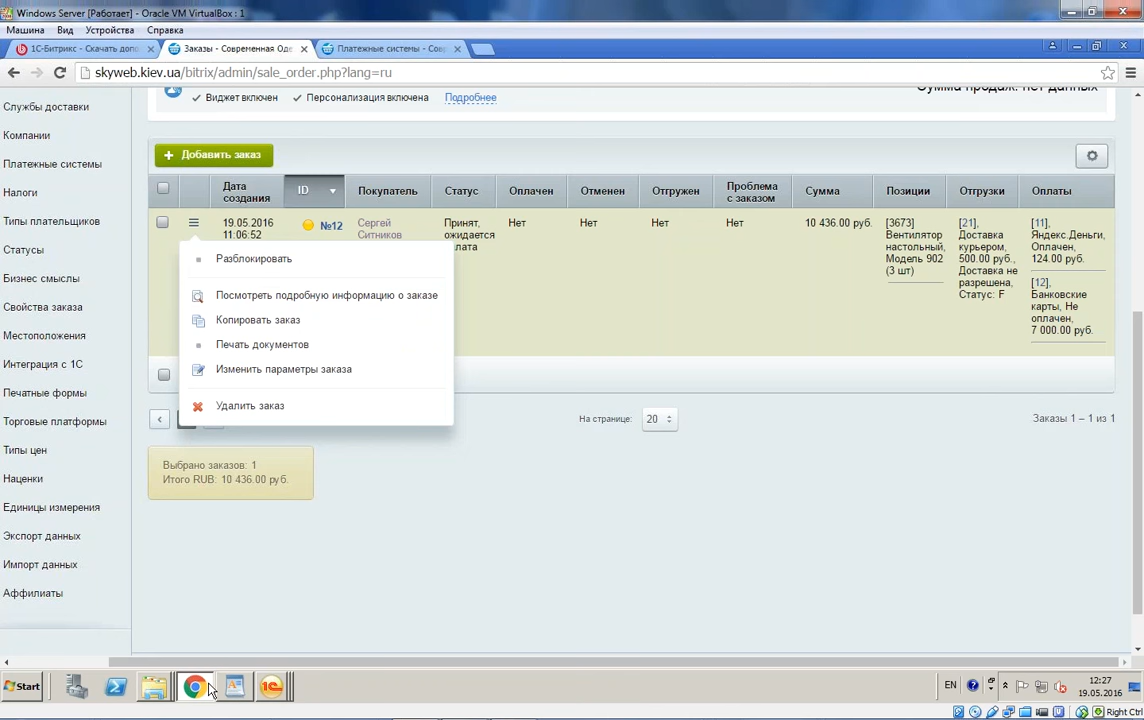 Windows Server [Работает] - Oracle VM VirtualBox : 1
Машина Вид Устройства Справка
1С-Битрикс - Скачать допо
Заказы - Современная Оде
Платежные системы - Совр
skyweb.kiev.ua/bitrix/admin/sale_order.php?lang=ru
Службы доставки
Компании
Платежные системы
Налоги
Типы плательщиков
Статусы
Бизнес смыслы
Свойства заказа
Местоположения
Интеграция с 1С
Печатные формы
Торговые платформы
Типы цен
Наценки
Единицы измерения
Экспорт данных
Импорт данных
Аффилиаты
Виджет включен Персонализация включена Подробнее
Сумма продаж: нет данных
+ Добавить заказ
Дата создания
ID
Покупатель
Статус
Оплачен
Отменен
Отгружен
Проблема с заказом
Сумма
Позиции
Отгрузки
Оплаты
19.05.2016
11:06:52
№12
Сергей
Ситников
Принят,
ожидается
лата
Нет
Нет
Нет
Нет
10 436.00 руб.
[3673]
Вентилятор
настольный,
Модель 902
(3 шт)
[21],
Доставка
курьером,
500.00 руб.,
Доставка не
разрешена,
Статус: F
[11],
Яндекс.Деньги,
Оплачен,
124.00 руб.
[12],
Банковские
карты, Не
оплачен,
7 000.00 руб.
Разблокировать
Посмотреть подробную информацию о заказе
Копировать заказ
Печать документов
Изменить параметры заказа
Удалить заказ
На странице: 20
Заказы 1 – 1 из 1
Выбрано заказов: 1
Итого RUB: 10 436.00 руб.
Start
EN
12:27
19.05.2016
Right Ctrl